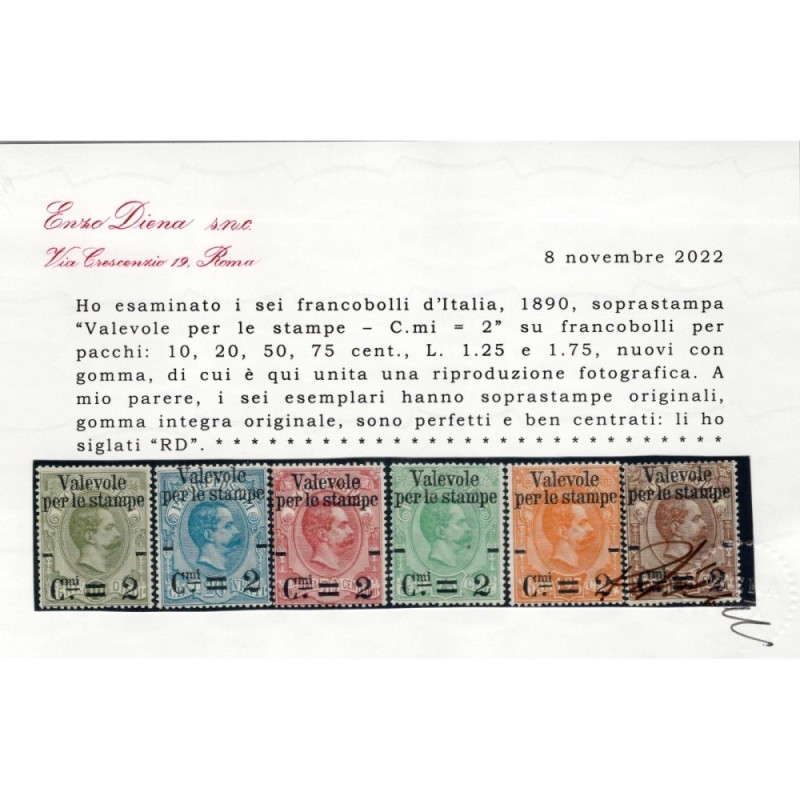 Enzo Diena s.n.c.
Via Crescenzio 19, Roma
8 novembre 2022
Ho esaminato i sei francobolli d'Italia, 1890, soprastampa
"Valevole per le stampe – C.mi = 2" su francobolli per
pacchi: 10, 20, 50, 75 cent., L. 1.25 e 1.75, nuovi con
gomma, di cui è qui unita una riproduzione fotografica. A
mio parere, i sei esemplari hanno soprastampe originali,
gomma integra originale, sono perfetti e ben centrati: li ho
siglati "RD". * * * * * * * * * * * * * * * * * * * * * * * * * * * *
Valevole
per le stampe
C.mi = 2
Valevole
per le stampe
C.mi = 2
Valevole
per le stampe
C.mi = 2
Valevole
per le stampe
C.mi = 2
Valevole
per le stampe
C.mi = 2
Valevole
per le stampe
C.mi = 2